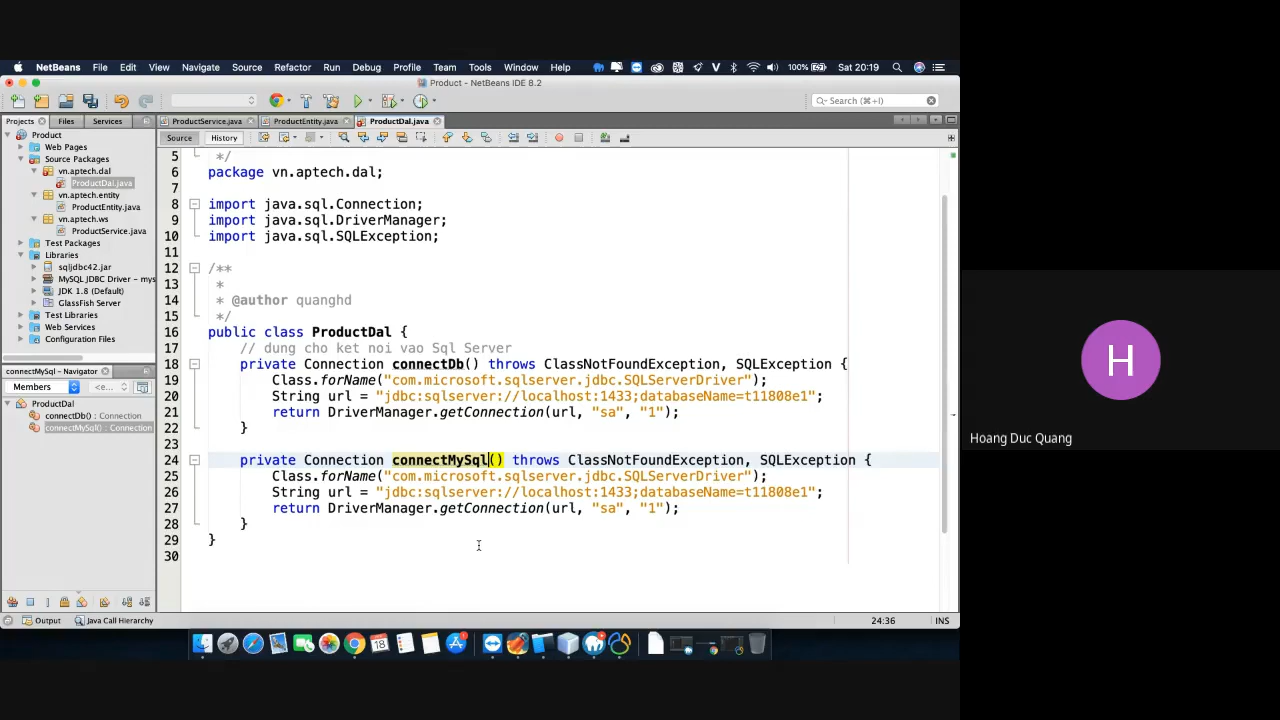 NetBeans File Edit View Navigate Source Refactor Run Debug Profile Team Tools Window Help 100% Sat 20:19
Product - NetBeans IDE 8.2
Search (⌘+I)
Projects Files Services
ProductService.java ProductEntity.java ProductDal.java
Source History
Product
Web Pages
Source Packages
vn.aptech.dal
ProductDal.java
vn.aptech.entity
ProductEntity.java
vn.aptech.ws
ProductService.java
Test Packages
Libraries
sqljdbc42.jar
MySQL JDBC Driver - mys
JDK 1.8 (Default)
GlassFish Server
Test Libraries
Web Services
Configuration Files
connectMySql - Navigator
Members <e...
ProductDal
connectDb() : Connection
connectMySql() : Connection
5 */
6 package vn.aptech.dal;
7
8 import java.sql.Connection;
9 import java.sql.DriverManager;
10 import java.sql.SQLException;
11
12 /**
13 *
14 * @author quanghd
15 */
16 public class ProductDal {
17 // dung cho ket noi vao Sql Server
18 private Connection connectDb() throws ClassNotFoundException, SQLException {
19 Class.forName("com.microsoft.sqlserver.jdbc.SQLServerDriver");
20 String url = "jdbc:sqlserver://localhost:1433;databaseName=t11808e1";
21 return DriverManager.getConnection(url, "sa", "1");
22 }
23
24 private Connection connectMySql() throws ClassNotFoundException, SQLException {
25 Class.forName("com.microsoft.sqlserver.jdbc.SQLServerDriver");
26 String url = "jdbc:sqlserver://localhost:1433;databaseName=t11808e1";
27 return DriverManager.getConnection(url, "sa", "1");
28 }
29 }
30
Output Java Call Hierarchy
24:36 INS
18
H
Hoang Duc Quang